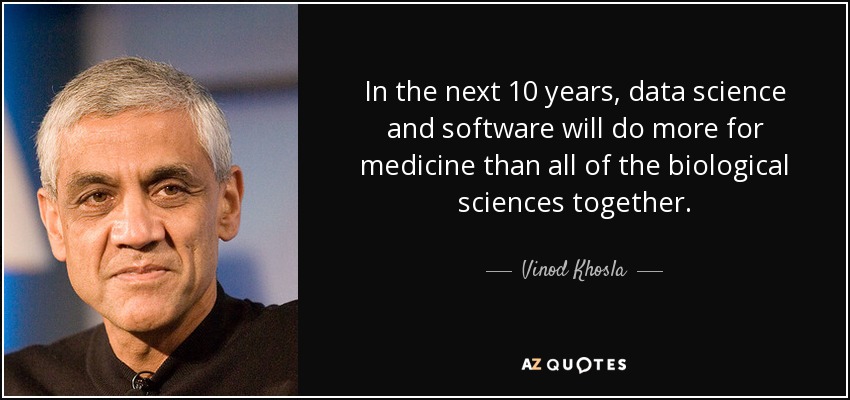 In the next 10 years, data science
and software will do more for
medicine than all of the biological
sciences together.
Vinod Khosla
AZ QUOTES